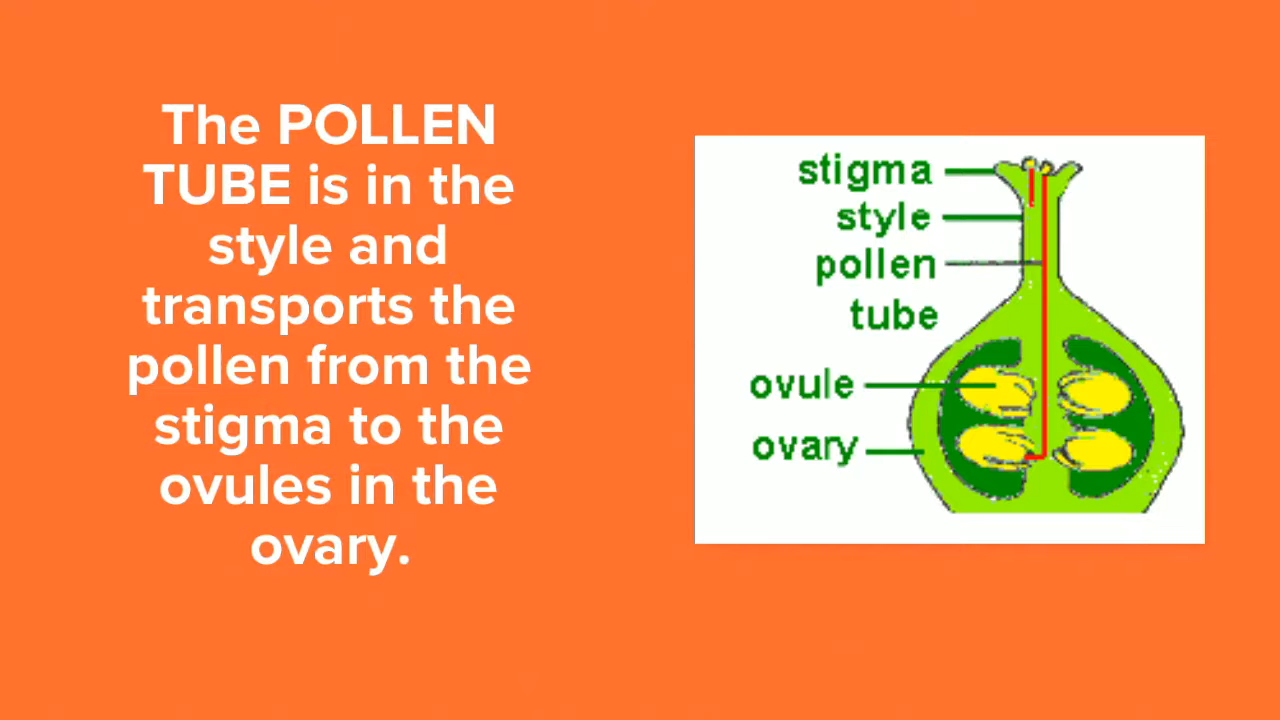 The POLLEN
TUBE is in the
style and
transports the
pollen from the
stigma to the
ovules in the
ovary.
stigma
style
pollen
tube
ovule
ovary